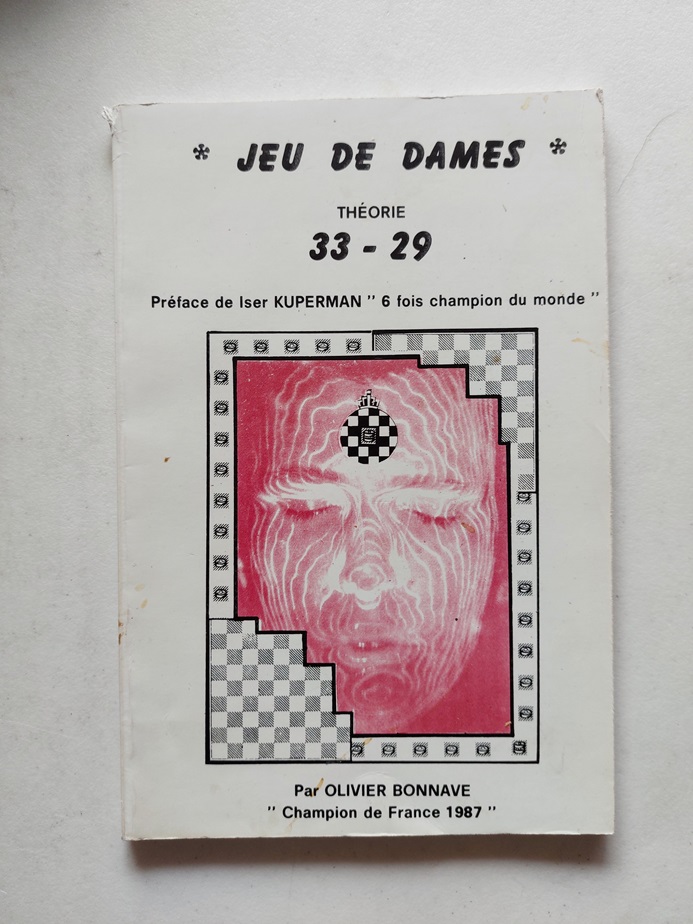 * JEU DE DAMES *
THÉORIE
33 - 29
Préface de Iser KUPERMAN " 6 fois champion du monde "
Par OLIVIER BONNAVE
" Champion de France 1987 "